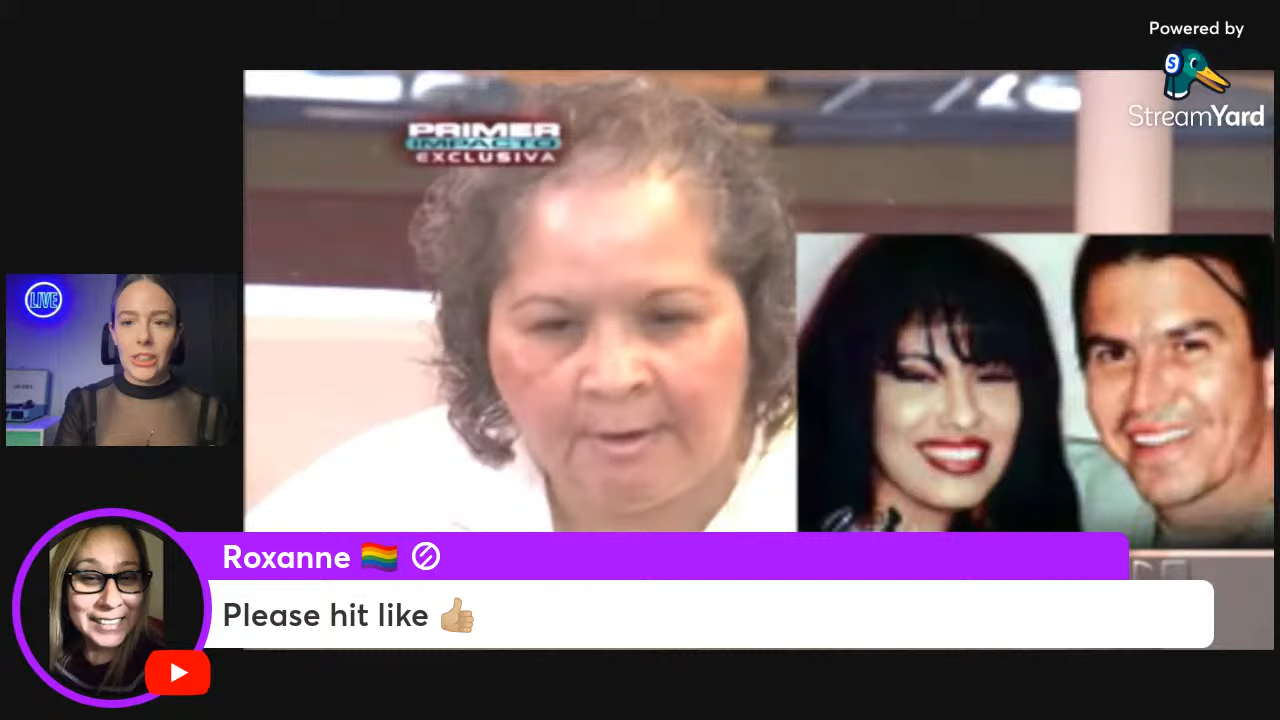 Powered by
StreamYard
PRIMER
IMPACTO
EXCLUSIVA
LIVE
Roxanne 🏳️‍🌈
Please hit like 👍🏼